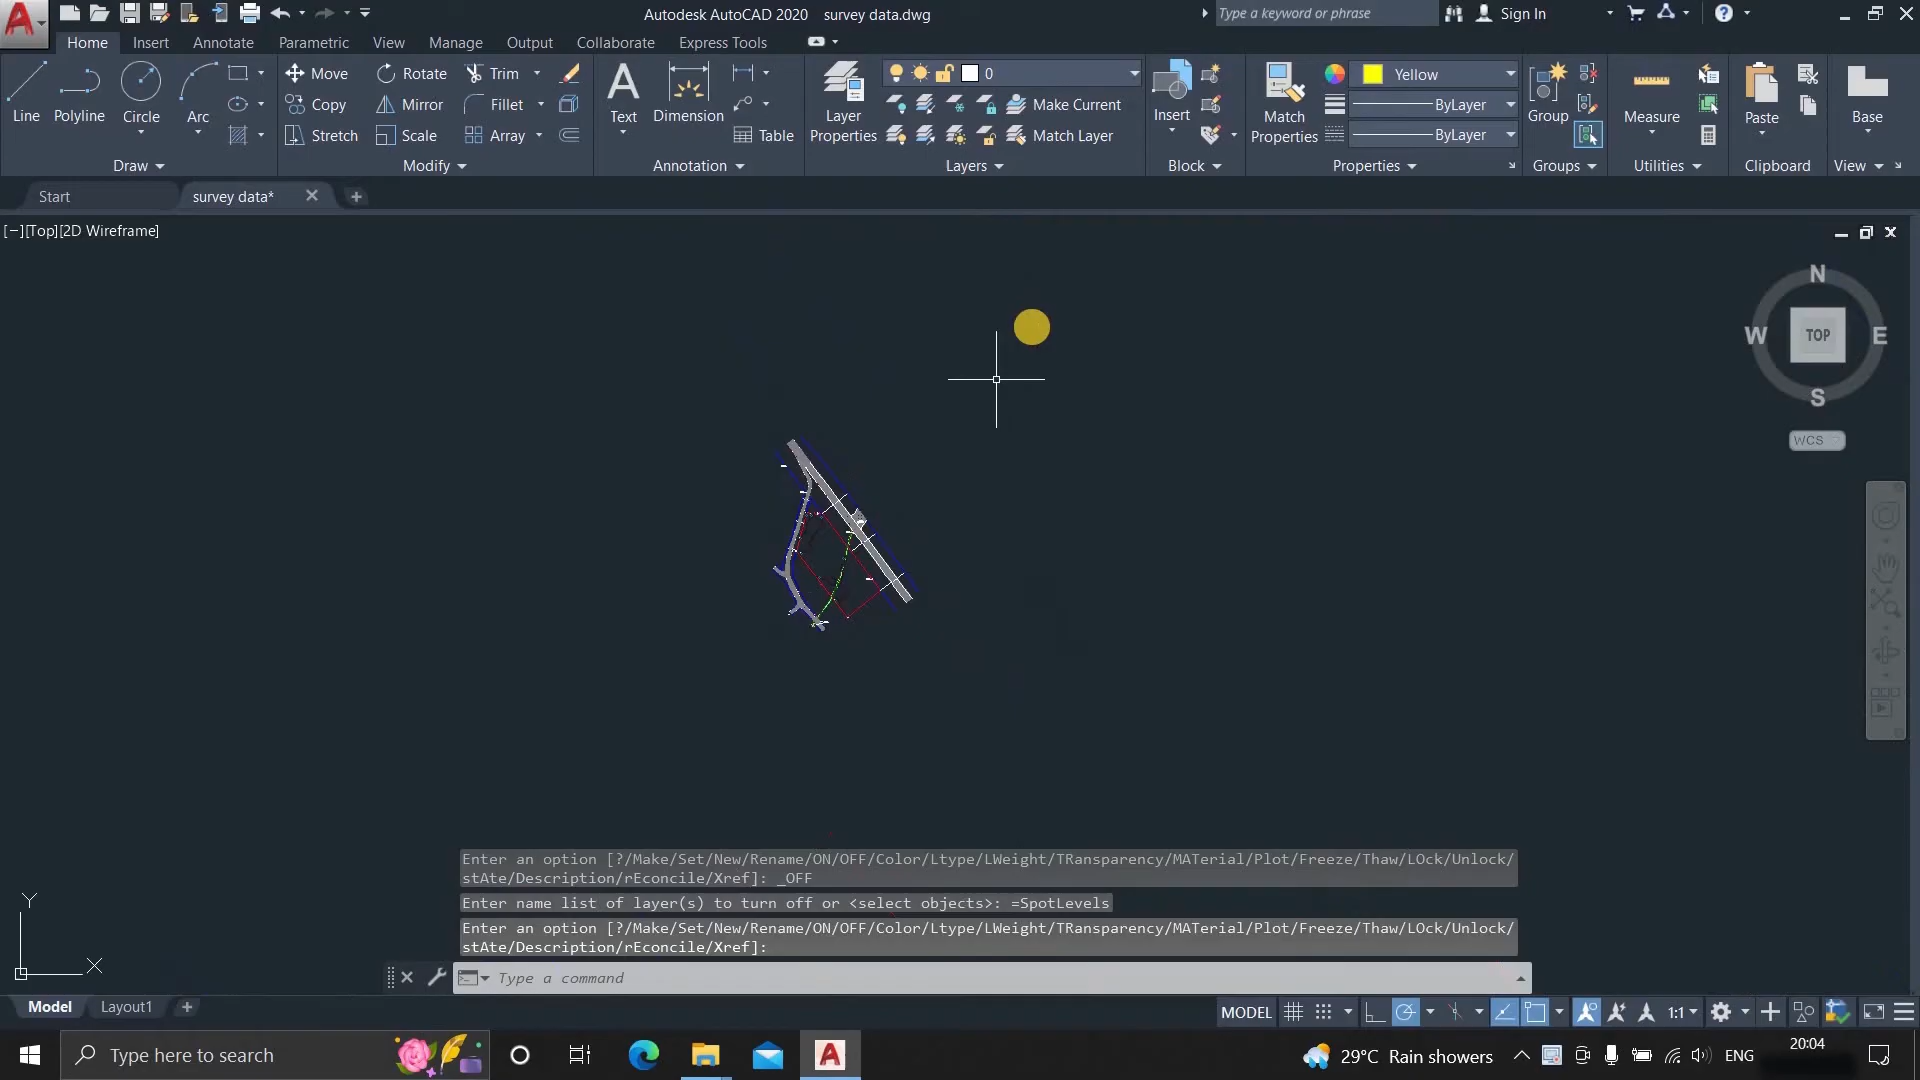 Autodesk AutoCAD 2020 survey data.dwg
Type a keyword or phrase
Sign In
Home Insert Annotate Parametric View Manage Output Collaborate Express Tools
Line
Polyline
Circle
Arc
Draw
Move
Rotate
Trim
Copy
Mirror
Fillet
Stretch
Scale
Array
Modify
Text
Dimension
Table
Annotation
Layer
Properties
0
Make Current
Match Layer
Layers
Insert
Block
Match
Properties
Yellow
ByLayer
ByLayer
Properties
Group
Groups
Measure
Utilities
Paste
Clipboard
Base
View
Start
survey data*
[−][Top][2D Wireframe]
N
W
TOP
E
S
WCS
Enter an option [?/Make/Set/New/Rename/ON/OFF/Color/Ltype/LWeight/TRansparency/MATerial/Plot/Freeze/Thaw/LOck/Unlock/
stAte/Description/rEconcile/Xref]: _OFF
Enter name list of layer(s) to turn off or <select objects>: =SpotLevels
Enter an option [?/Make/Set/New/Rename/ON/OFF/Color/Ltype/LWeight/TRansparency/MATerial/Plot/Freeze/Thaw/LOck/Unlock/
stAte/Description/rEconcile/Xref]:
Type a command
Y
X
Model
Layout1
MODEL
1:1
Type here to search
29°C Rain showers
ENG
20:04